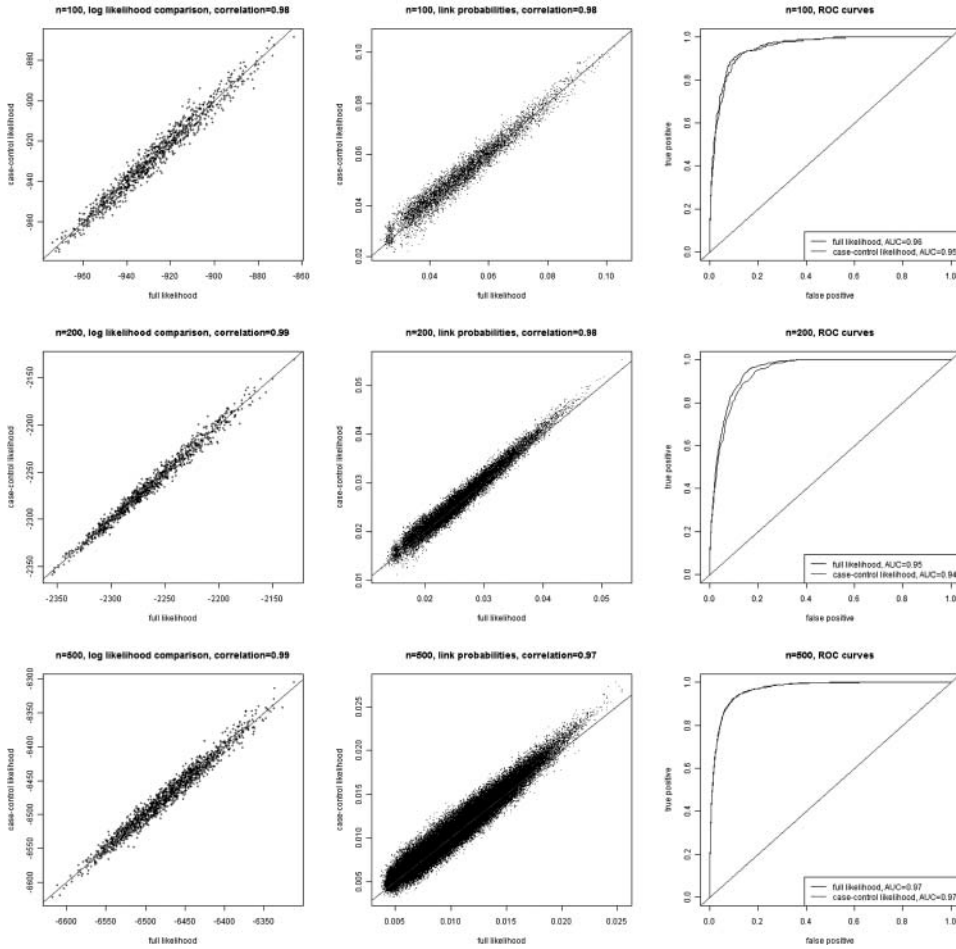 n=100, log likelihood comparison, correlation=0.98
case-control likelihood
-960 -940 -920 -900 -880
-960 -940 -920 -900 -880 -860
full likelihood
n=100, link probabilities, correlation=0.98
case-control likelihood
0.02 0.04 0.06 0.08 0.10
0.04 0.06 0.08 0.10
full likelihood
n=100, ROC curves
true positive
0.0 0.2 0.4 0.6 0.8 1.0
full likelihood, AUC=0.96
case-control likelihood, AUC=0.95
0.0 0.2 0.4 0.6 0.8 1.0
false positive
n=200, log likelihood comparison, correlation=0.99
case-control likelihood
-2350 -2300 -2250 -2200 -2150
-2350 -2300 -2250 -2200 -2150
full likelihood
n=200, link probabilities, correlation=0.98
case-control likelihood
0.01 0.02 0.03 0.04 0.05
0.02 0.03 0.04 0.05
full likelihood
n=200, ROC curves
true positive
0.0 0.2 0.4 0.6 0.8 1.0
full likelihood, AUC=0.95
case-control likelihood, AUC=0.94
0.0 0.2 0.4 0.6 0.8 1.0
false positive
n=500, log likelihood comparison, correlation=0.99
case-control likelihood
-6600 -6550 -6500 -6450 -6400 -6350 -6300
-6600 -6550 -6500 -6450 -6400 -6350
full likelihood
n=500, link probabilities, correlation=0.97
case-control likelihood
0.005 0.010 0.015 0.020 0.025
0.005 0.010 0.015 0.020 0.025
full likelihood
n=500, ROC curves
true positive
0.0 0.2 0.4 0.6 0.8 1.0
full likelihood, AUC=0.97
case-control likelihood, AUC=0.97
0.0 0.2 0.4 0.6 0.8 1.0
false positive